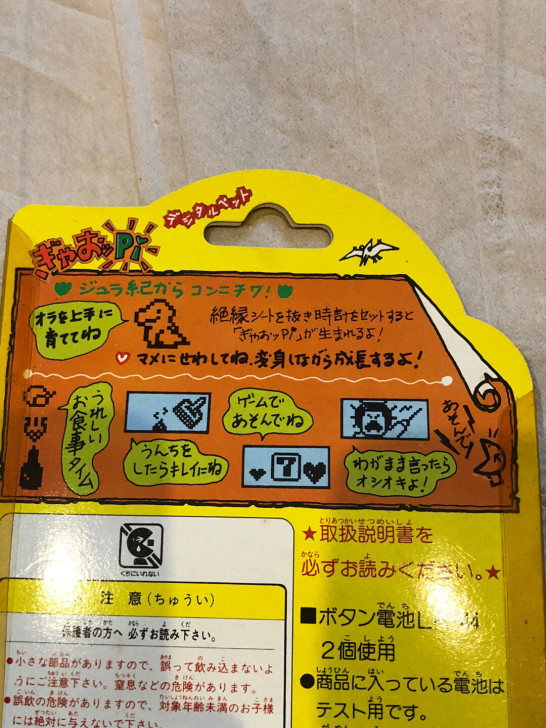 デジタルペット
ぎゃおッPi
ジュラ紀から コンニチワ!
オラを上手に
育ててね
絶縁シートを抜き時計をセットすると
「ぎゃおッPi」が生まれるよ!
マメにせわしてね、変身しながら成長するよ!
うれしい
お食事タイム
うんちを
したらキレイにね
ゲームで
あそんでね
7
わがまま言ったら
オシオキよ!
あそんで
くちにいれない
注 意(ちゅうい)
保護者の方へ 必ずお読み下さい。
●小さな部品がありますので、誤って飲み込まないよ
うにご注意下さい。窒息などの危険があります。
●誤飲の危険がありますので、対象年齢未満のお子様
には絶対に与えないで下さい。
★取扱説明書を
必ずお読みください。★
■ボタン電池
2個使用
●商品に入っている電池は
テスト用です。